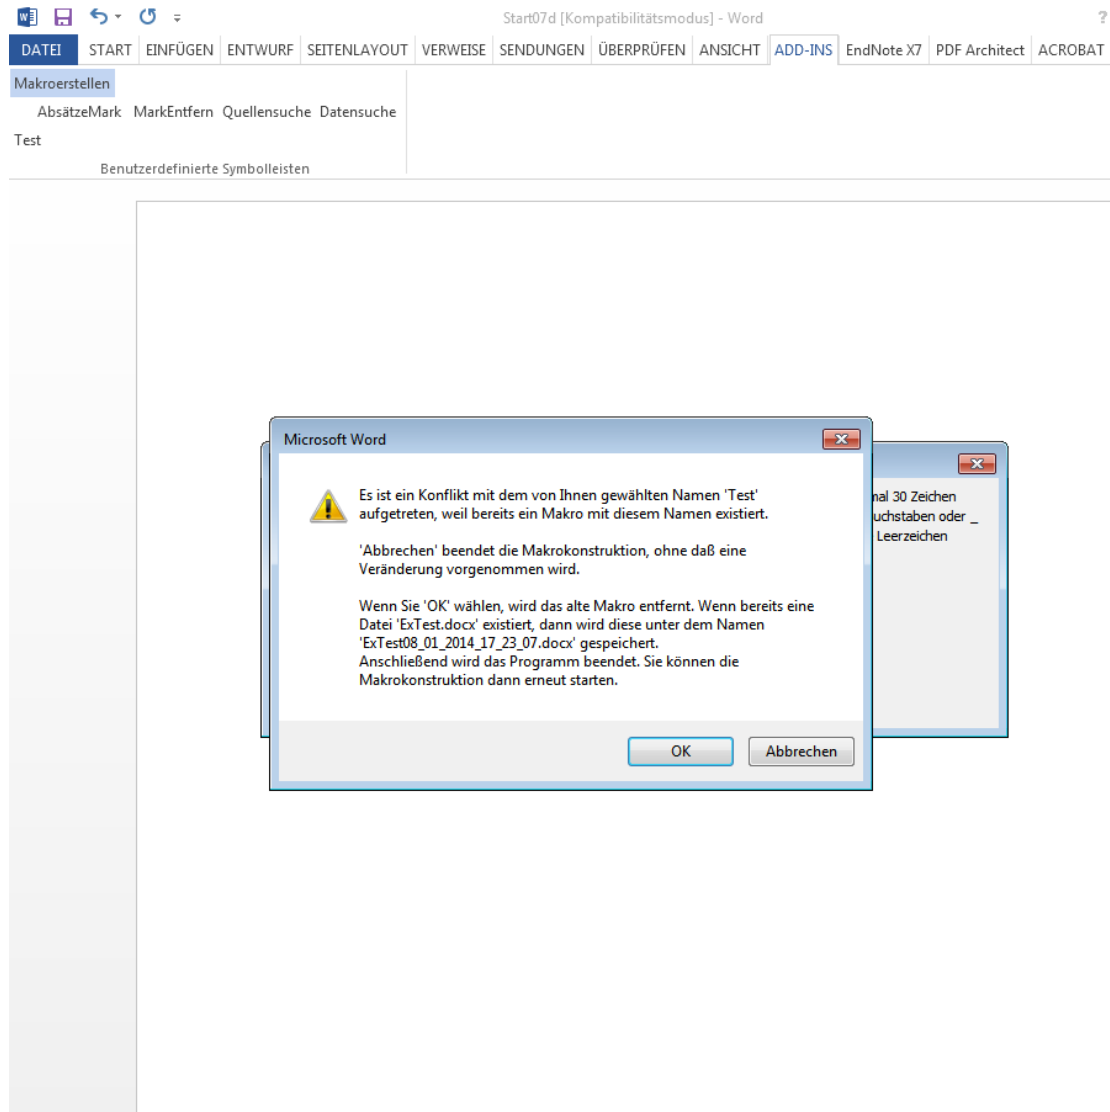 Start07d [Kompatibilitätsmodus] - Word ?
DATEI START EINFÜGEN ENTWURF SEITENLAYOUT VERWEISE SENDUNGEN ÜBERPRÜFEN ANSICHT ADD-INS EndNote X7 PDF Architect ACROBAT
Makroerstellen
AbsätzeMark MarkEntfern Quellensuche Datensuche
Test
Benutzerdefinierte Symbolleisten
Microsoft Word
Es ist ein Konflikt mit dem von Ihnen gewählten Namen 'Test'
aufgetreten, weil bereits ein Makro mit diesem Namen existiert.
'Abbrechen' beendet die Makrokonstruktion, ohne daß eine
Veränderung vorgenommen wird.
Wenn Sie 'OK' wählen, wird das alte Makro entfernt. Wenn bereits eine
Datei 'ExTest.docx' existiert, dann wird diese unter dem Namen
'ExTest08_01_2014_17_23_07.docx' gespeichert.
Anschließend wird das Programm beendet. Sie können die
Makrokonstruktion dann erneut starten.
OK Abbrechen
30 Zeichen
oder _
Leerzeichen